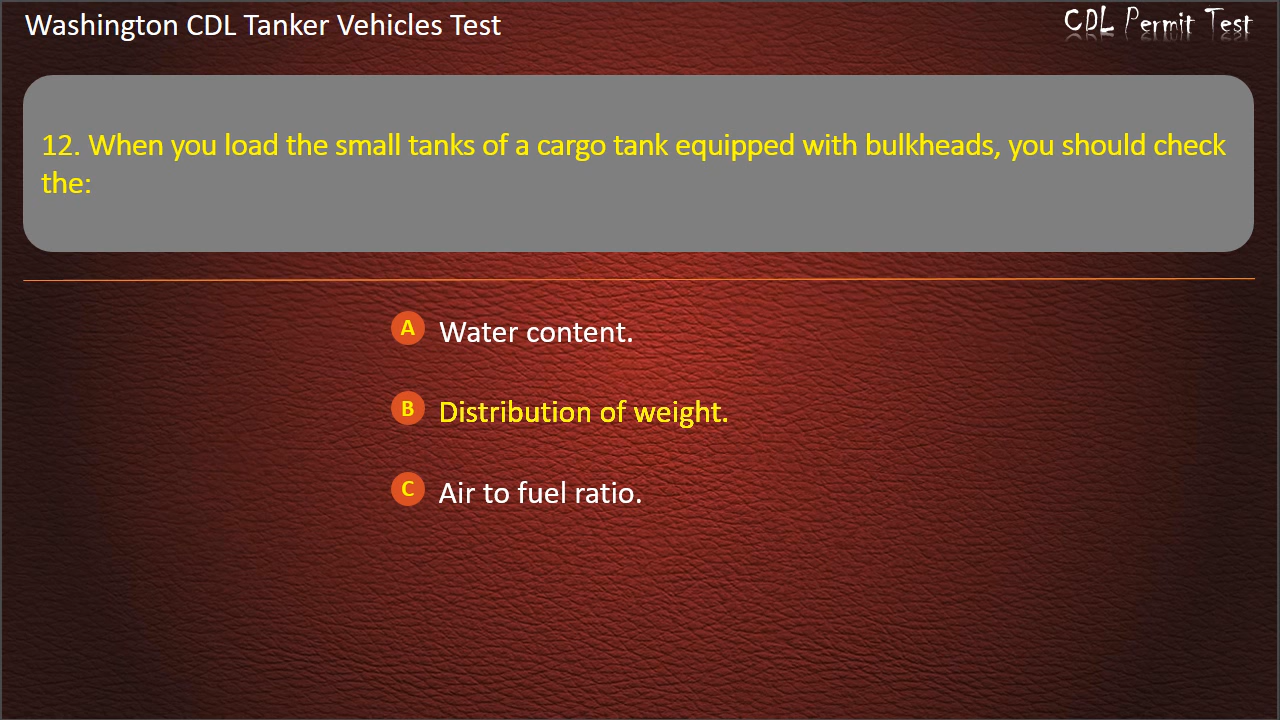 Washington CDL Tanker Vehicles Test
CDL Permit Test
12. When you load the small tanks of a cargo tank equipped with bulkheads, you should check
the:
A Water content.
B Distribution of weight.
C Air to fuel ratio.